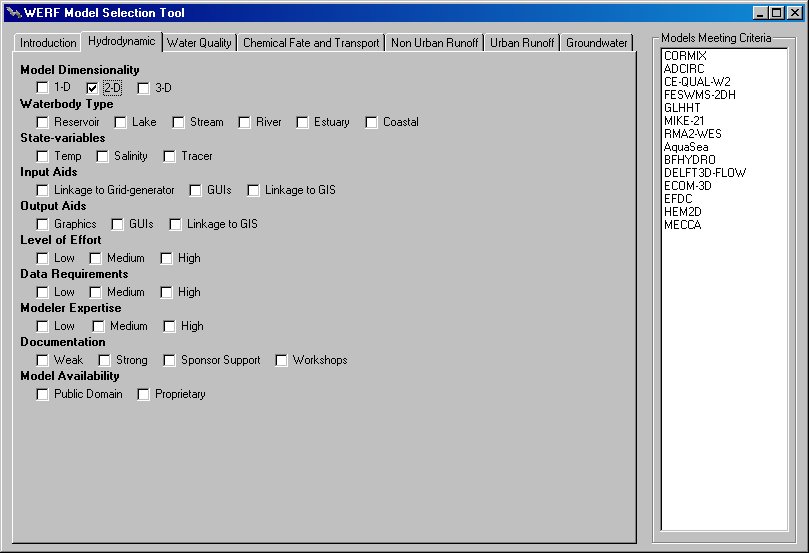 WERF Model Selection Tool
Introduction Hydrodynamic Water Quality Chemical Fate and Transport Non Urban Runoff Urban Runoff Groundwater
Model Dimensionality
1-D 2-D 3-D
Waterbody Type
Reservoir Lake Stream River Estuary Coastal
State-variables
Temp Salinity Tracer
Input Aids
Linkage to Grid-generator GUIs Linkage to GIS
Output Aids
Graphics GUIs Linkage to GIS
Level of Effort
Low Medium High
Data Requirements
Low Medium High
Modeler Expertise
Low Medium High
Documentation
Weak Strong Sponsor Support Workshops
Model Availability
Public Domain Proprietary
Models Meeting Criteria
CORMIX
ADCIRC
CE-QUAL-W2
FESWMS-2DH
GLHHT
MIKE-21
RMA2-WES
AquaSea
BFHYDRO
DELFT3D-FLOW
ECOM-3D
EFDC
HEM2D
MECCA